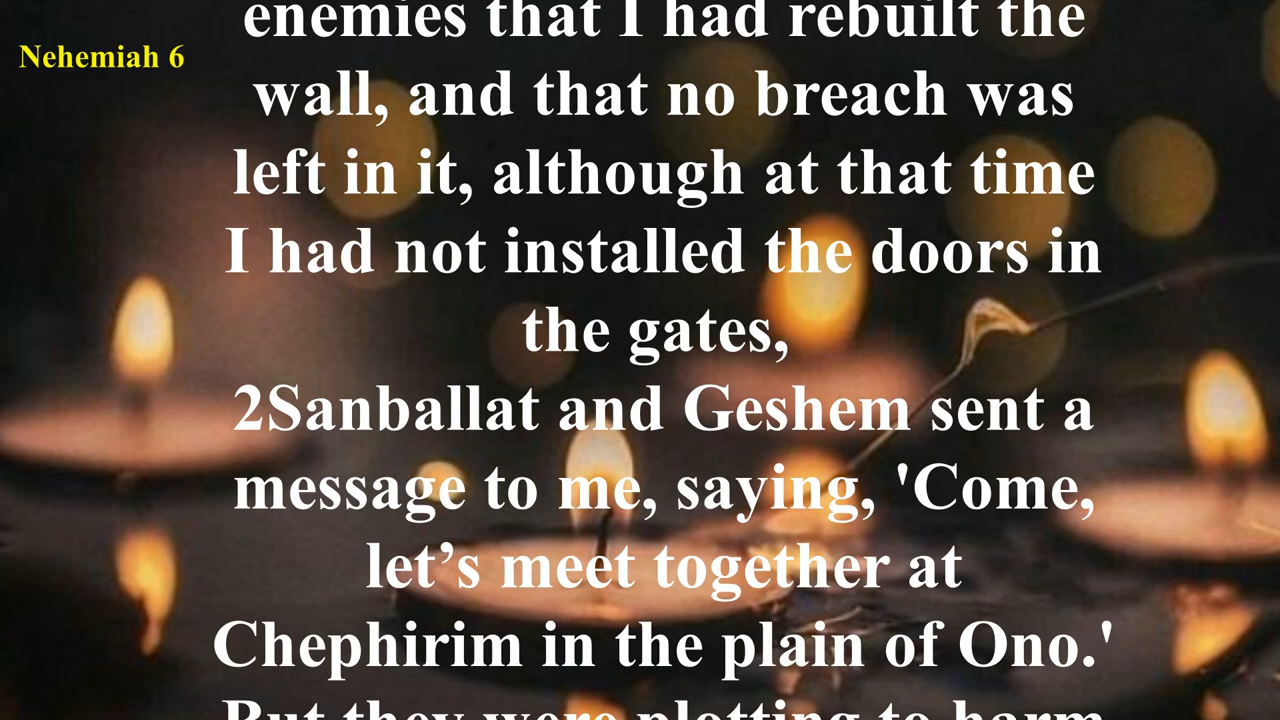 Nehemiah 6
enemies that I had rebuilt the
wall, and that no breach was
left in it, although at that time
I had not installed the doors in
the gates,
2Sanballat and Geshem sent a
message to me, saying, 'Come,
let’s meet together at
Chephirim in the plain of Ono.'
But they were plotting to harm